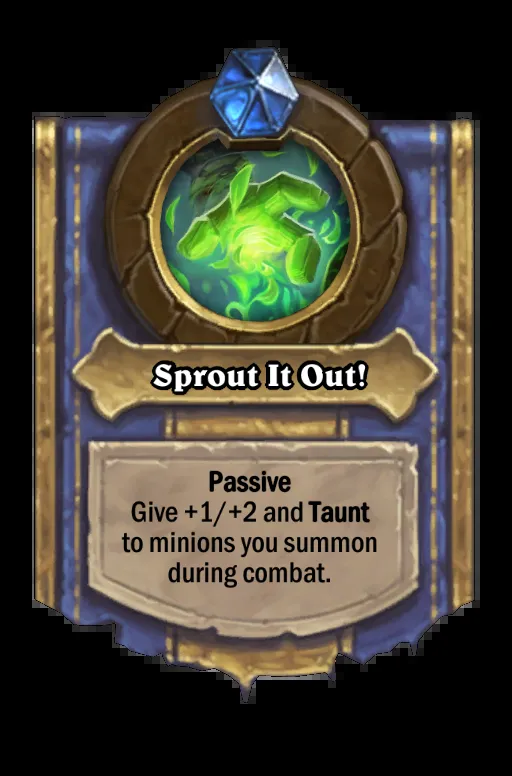 Sprout It Out!
Passive
Give +1/+2 and Taunt
to minions you summon
during combat.